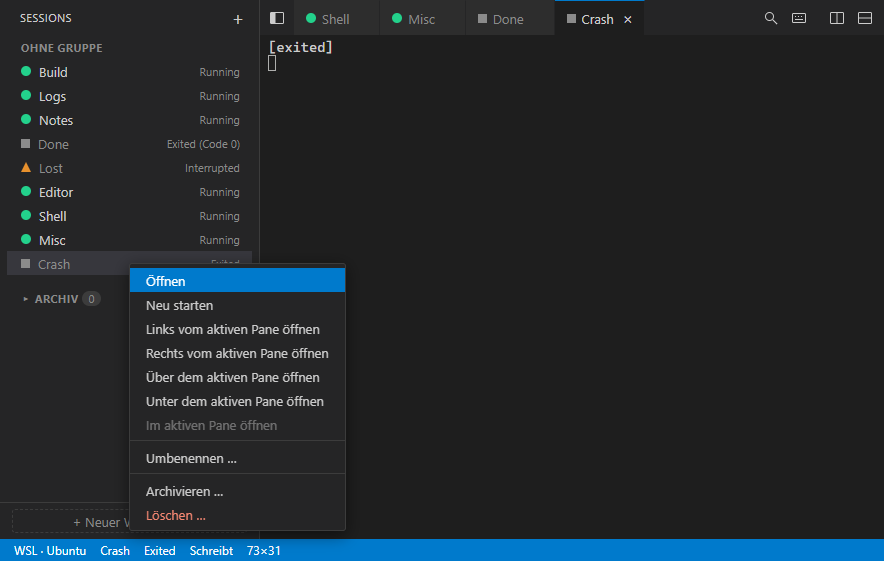 SESSIONS +
Shell
Misc
Done
Crash ×
OHNE GRUPPE
Build Running
Logs Running
Notes Running
Done Exited (Code 0)
Lost Interrupted
Editor Running
Shell Running
Misc Running
Crash
ARCHIV 0
[exited]
Öffnen
Neu starten
Links vom aktiven Pane öffnen
Rechts vom aktiven Pane öffnen
Über dem aktiven Pane öffnen
Unter dem aktiven Pane öffnen
Im aktiven Pane öffnen
Umbenennen ...
Archivieren ...
Löschen ...
+ Neuer
WSL · Ubuntu Crash Exited Schreibt 73×31